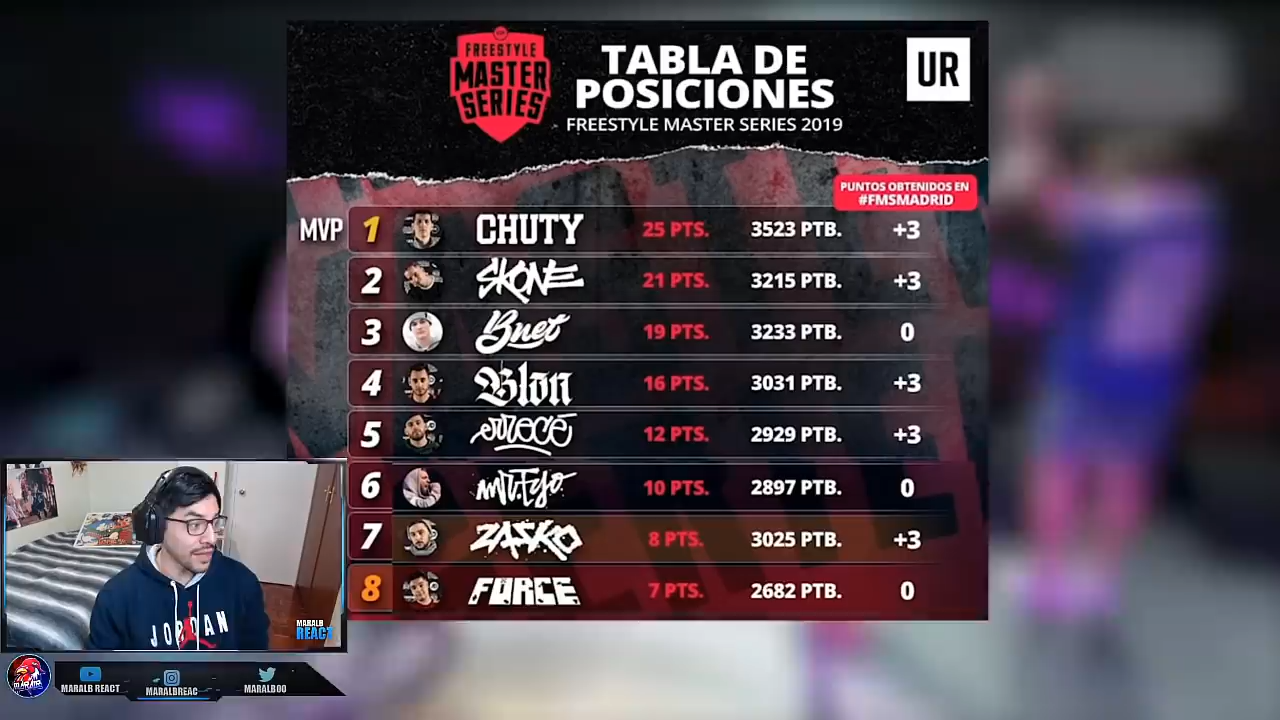 FREESTYLE
MASTER
SERIES
TABLA DE
POSICIONES
FREESTYLE MASTER SERIES 2019
UR
PUNTOS OBTENIDOS EN
#FMSMADRID
MVP 1 CHUTY 25 PTS. 3523 PTB. +3
2 SKONE 21 PTS. 3215 PTB. +3
3 Bnet 19 PTS. 3233 PTB. 0
4 Blon 16 PTS. 3031 PTB. +3
5 errecé 12 PTS. 2929 PTB. +3
6 mr.Ego 10 PTS. 2897 PTB. 0
7 ZASKO 8 PTS. 3025 PTB. +3
8 FORCE 7 PTS. 2682 PTB. 0
JORDAN
MARALB
REACT
MARALB REACT
MARALBREAC
MARALB00